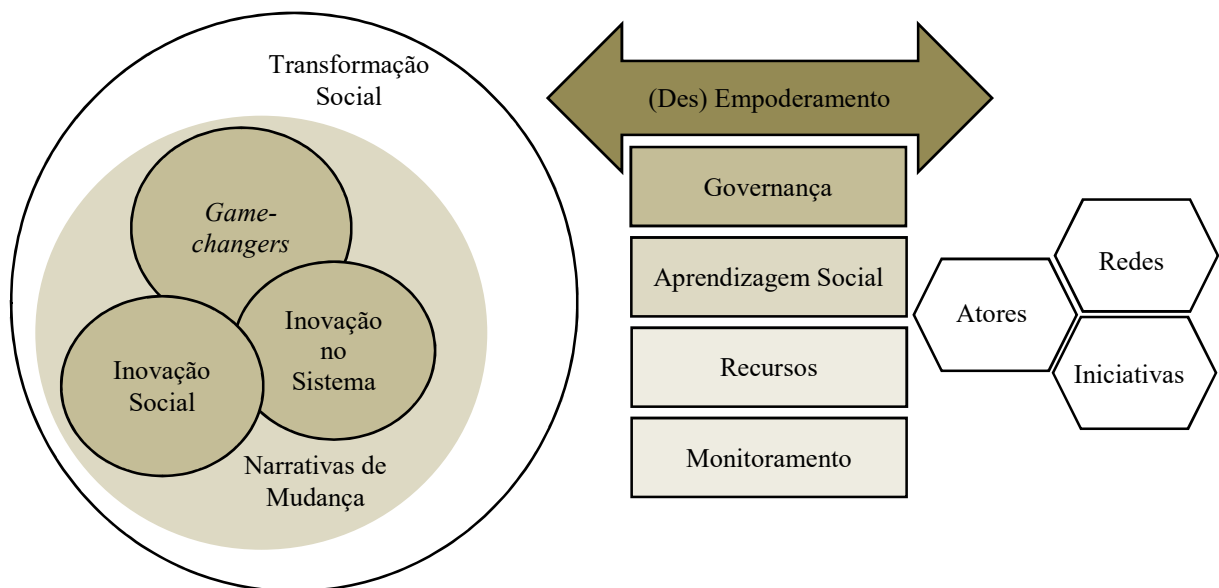 Transformação
Social
Game-
changers
Inovação
no
Sistema
Inovação
Social
Narrativas de
Mudança
(Des) Empoderamento
Governança
Aprendizagem Social
Recursos
Monitoramento
Atores
Redes
Iniciativas